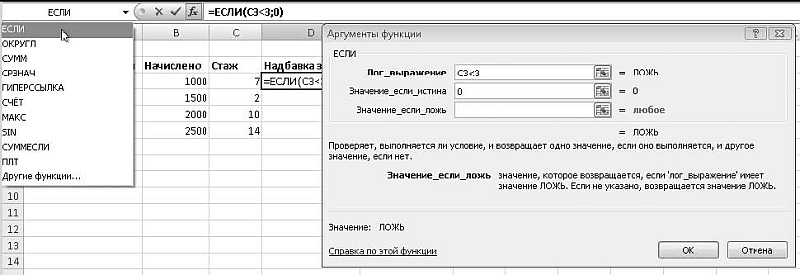 ЕСЛИ =ЕСЛИ(C3<3;0)
ЕСЛИ
ОКРУГЛ
СУММ
СРЗНАЧ
ГИПЕРССЫЛКА
СЧЁТ
МАКС
SIN
СУММЕСЛИ
ПЛТ
Другие функции...
B C D
Начислено Стаж Надбавка з
1000 7 =ЕСЛИ(C3<
1500 2
2000 10
2500 14
10
11
12
13
14
Аргументы функции
ЕСЛИ
Лог_выражение C3<3 = ЛОЖЬ
Значение_если_истина 0 = 0
Значение_если_ложь = любое
= ЛОЖЬ
Проверяет, выполняется ли условие, и возвращает одно значение, если оно выполняется, и другое
значение, если нет.
Значение_если_ложь значение, которое возвращается, если 'лог_выражение' имеет
значение ЛОЖЬ. Если не указано, возвращается значение ЛОЖЬ.
Значение: ЛОЖЬ
Справка по этой функции
ОК Отмена